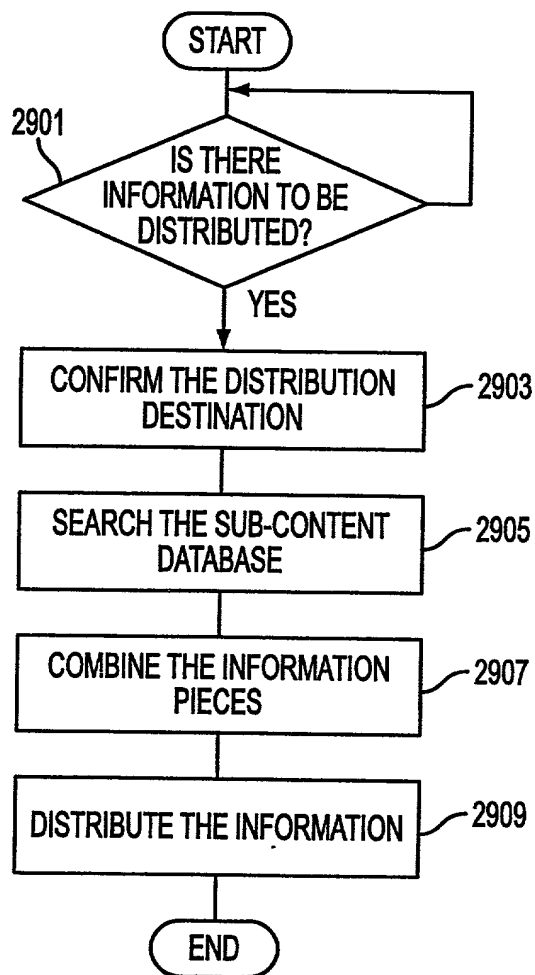 START
2901
IS THERE
INFORMATION TO BE
DISTRIBUTED?
YES
CONFIRM THE DISTRIBUTION
DESTINATION
2903
SEARCH THE SUB-CONTENT
DATABASE
2905
COMBINE THE INFORMATION
PIECES
2907
DISTRIBUTE THE INFORMATION
2909
END